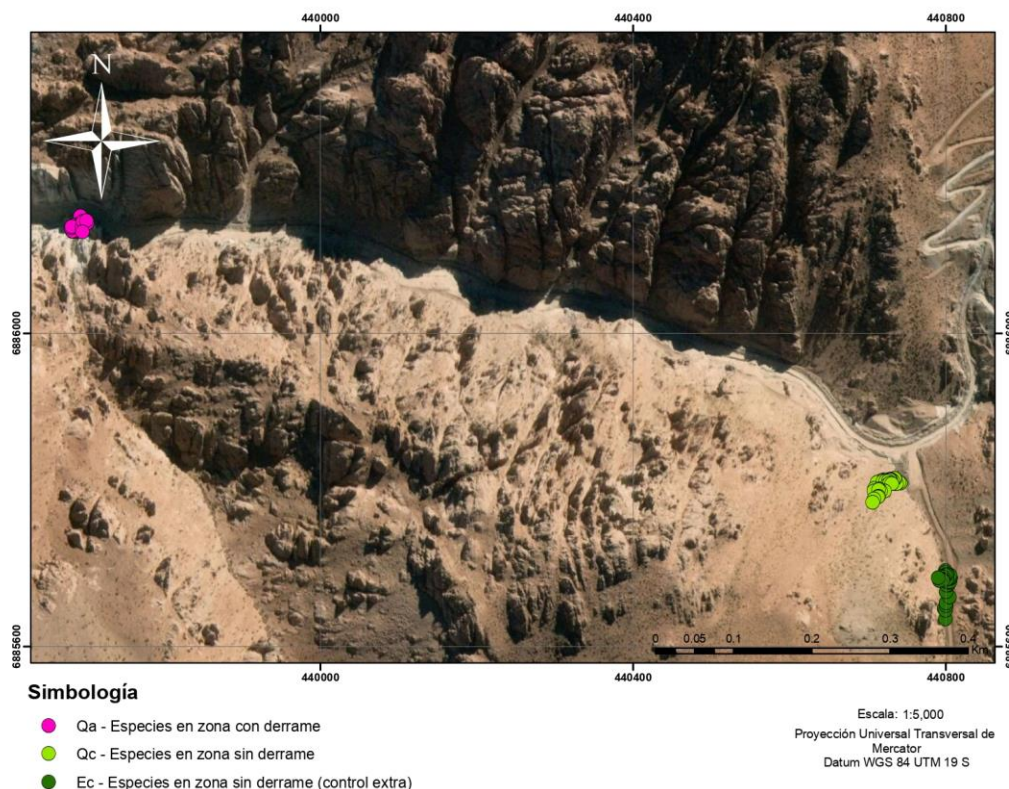 440000
440400
440800
N
6886000
6886000
6885600
6885600
0 0.05 0.1 0.2 0.3 0.4
Km
440000
440400
440800
Simbología
Qa - Especies en zona con derrame
Qc - Especies en zona sin derrame
Ec - Especies en zona sin derrame (control extra)
Escala: 1:5,000
Proyección Universal Transversal de
Mercator
Datum WGS 84 UTM 19 S